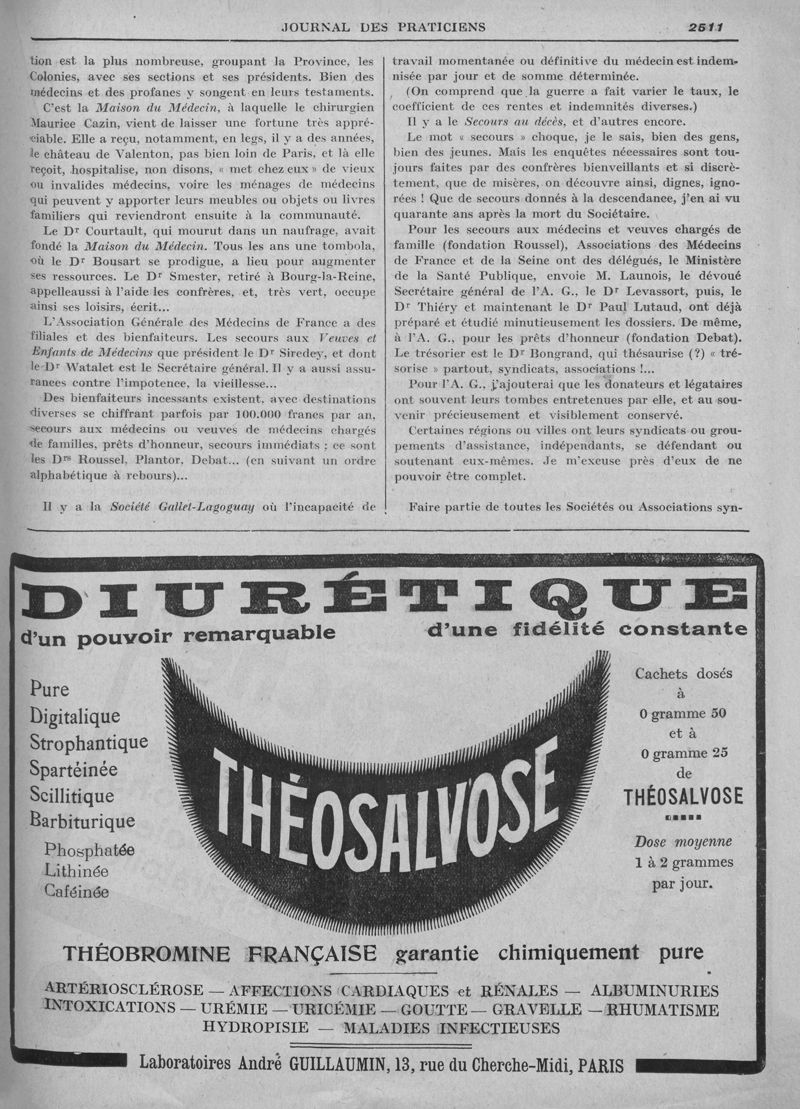 JOURNAL DES PRATICIENS 2511
tion est la plus nombreuse, groupant la Province, les
Colonies, avec ses sections et ses présidents. Bien des
médecins et des profanes y songent en leurs testaments.
C'est la Maison du Médecin, à laquelle le chirurgien
Maurice Cazin, vient de laisser une fortune très appré-
ciable. Elle a reçu, notamment, en legs, il y a des années,
le château de Valenton, pas bien loin de Paris, et là elle
reçoit, hospitalise, non disons, « met chez eux » de vieux
ou invalides médecins, voire les ménages de médecins
qui peuvent y apporter leurs meubles ou objets ou livres
familiers qui reviendront ensuite à la communauté.
Le Dr Courtault, qui mourut dans un naufrage, avait
fondé la Maison du Médecin. Tous les ans une tombola,
où le Dr Bousart se prodigue, a lieu pour augmenter
ses ressources. Le Dr Smester, retiré à Bourg-la-Reine,
appelleaussi à l'aide les confrères, et, très vert, occupe
ainsi ses loisirs, écrit...
L'Association Générale des Médecins de France a des
filiales et des bienfaiteurs. Les secours aux Veuves et
Enfants de Médecins que président le Dr Siredey, et dont
le Dr Watalet est le Secrétaire général. Il y a aussi assu-
rances contre l'impotence, la vieillesse...
Des bienfaiteurs incessants existent, avec destinations
diverses se chiffrant parfois par 100.000 francs par an,
secours aux médecins ou veuves de médecins chargés
de familles, prêts d'honneur, secours immédiats ; ce sont
les Drs Roussel, Plantor, Debat... (en suivant un ordre
alphabétique à rebours)...
Il y a la Société Gallet-Lagoguay où l'incapacité de
travail momentanée ou définitive du médecin est indem-
nisée par jour et de somme déterminée.
(On comprend que la guerre a fait varier le taux, le
coefficient de ces rentes et indemnités diverses.)
Il y a le Secours au décès, et d'autres encore.
Le mot « secours » choque, je le sais, bien des gens,
bien des jeunes. Mais les enquêtes nécessaires sont tou-
jours faites par des confrères bienveillants et si discrè-
tement, que de misères, on découvre ainsi, dignes, igno-
rées ! Que de secours donnés à la descendance, j'en ai vu
quarante ans après la mort du Sociétaire.
Pour les secours aux médecins et veuves chargés de
famille (fondation Roussel), Associations des Médecins
de France et de la Seine ont des délégués, le Ministère
de la Santé Publique, envoie M. Launois, le dévoué
Secrétaire général de l'A. G., le Dr Levassort, puis, le
Dr Thiéry et maintenant le Dr Paul Lutaud, ont déjà
préparé et étudié minutieusement les dossiers. De même,
à l'A. G., pour les prêts d'honneur (fondation Debat).
Le trésorier est le Dr Bongrand, qui thésaurise (?) « tré-
sorise » partout, syndicats, associations !...
Pour l'A. G., j'ajouterai que les donateurs et légataires
ont souvent leurs tombes entretenues par elle, et au sou-
venir précieusement et visiblement conservé.
Certaines régions ou villes ont leurs syndicats ou grou-
pements d'assistance, indépendants, se défendant ou
soutenant eux-mêmes. Je m'excuse près d'eux de ne
pouvoir être complet.
Faire partie de toutes les Sociétés ou Associations syn-
DIURÉTIQUE
d'un pouvoir remarquable d'une fidélité constante
Pure
Digitalique
Strophantique
Spartéinée
Scillitique
Barbiturique
Phosphatée
Lithinée
Caféinée
THÉOSALVOSE
Cachets dosés
à
0 gramme 50
et à
0 gramme 25
de
THÉOSALVOSE
Dose moyenne
1 à 2 grammes
par jour.
THÉOBROMINE FRANÇAISE garantie chimiquement pure
ARTÉRIOSCLÉROSE — AFFECTIONS CARDIAQUES et RÉNALES — ALBUMINURIES
INTOXICATIONS — URÉMIE — URICÉMIE — GOUTTE — GRAVELLE — RHUMATISME
HYDROPISIE — MALADIES INFECTIEUSES
Laboratoires André GUILLAUMIN, 13, rue du Cherche-Midi, PARIS